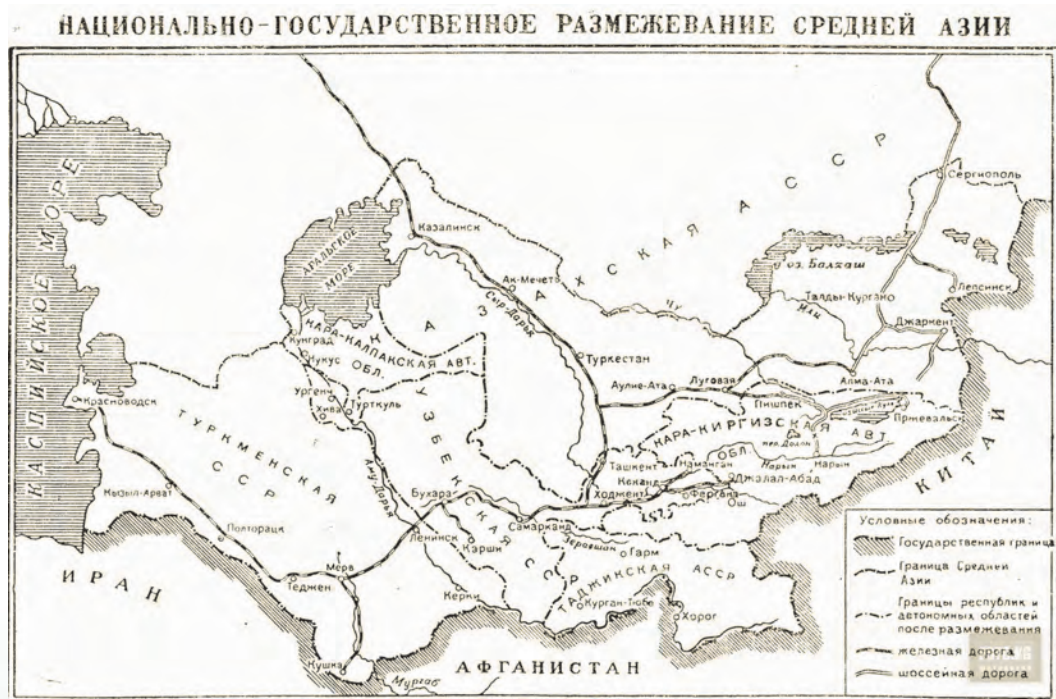 НАЦИОНАЛЬНО-ГОСУДАРСТВЕННОЕ РАЗМЕЖЕВАНИЕ СРЕДНЕЙ АЗИИ
КАСПИЙСКОЕ МОРЕ
АРАЛЬСКОЕ
МОРЕ
Казалинск
КАЗАХСКАЯ АССР
Сергиополь
оз. Балхаш
Лепсинск
Ак-Мечеть
Сыр-Дарья
Чу
Талды-Курган
Или
Джаркент
Кунград
КАРА-КАЛПАКСКАЯ АВТ.
ОБЛ.
Нукус
Туркестан
Аулие-Ата
Луговая
Алма-Ата
Красноводск
Ургенч
Хива
Турткуль
Пишпек
Пржевальск
ТУРКМЕНСКАЯ
ССР
УЗБЕКСКАЯ ССР
КАРА-КИРГИЗСКАЯ АВТ.
ОБЛ.
КИТАЙ
Аму-Дарья
Ташкент
Наманган
Нарын
Нарын
Коканд
Джалал-Абад
Кызыл-Арват
Бухара
Ходжент
Фергана
Ош
Полторацк
Ленинск
Карши
Самарканд
Зеровшан
Гарм
ИРАН
Теджен
Мерв
Керки
ТАДЖИКСКАЯ АССР
Курган-Тюбе
Хорог
Кушка
Мургаб
АФГАНИСТАН
Условные обозначения:
Государственная граница
Граница Средней
Азии
Границы республик и
автономных областей
после размежевания
железная дорога
шоссейная дорога